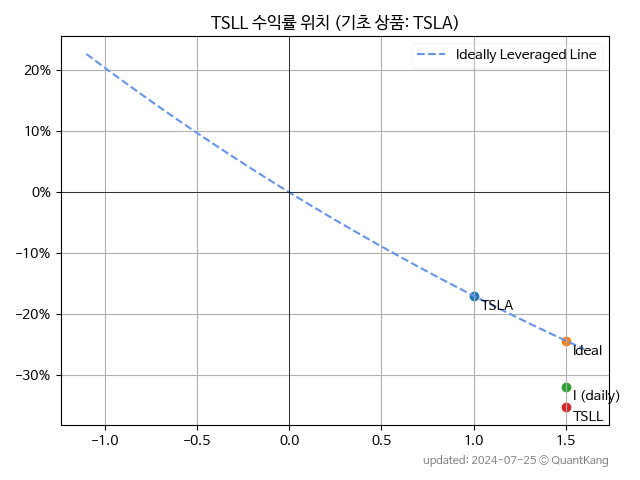 TSLL 수익률 위치 (기초 상품: TSLA)
Ideally Leveraged Line
20%
10%
0%
−10%
−20%
−30%
TSLA
Ideal
I (daily)
TSLL
−1.0
−0.5
0.0
0.5
1.0
1.5
updated: 2024-07-25 © QuantKang